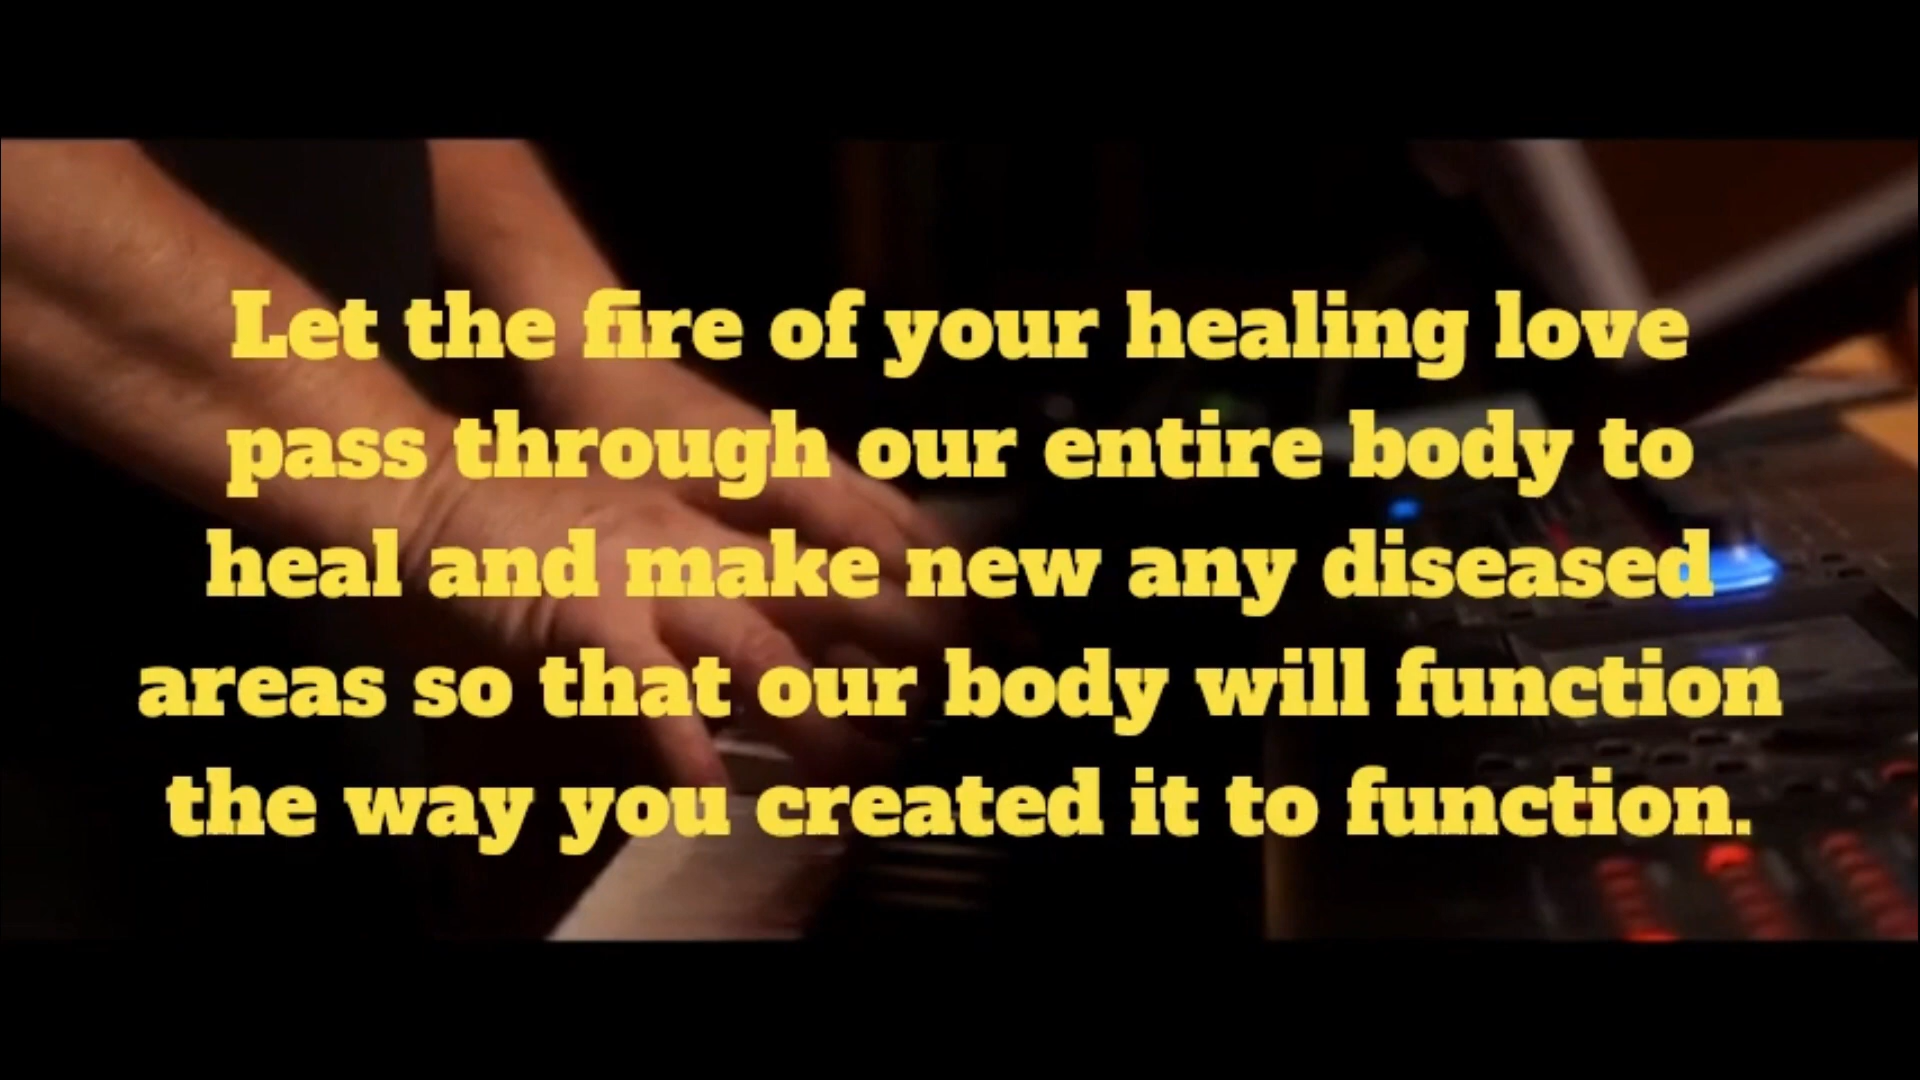 Let the fire of your healing love
pass through our entire body to
heal and make new any diseased
areas so that our body will function
the way you created it to function.